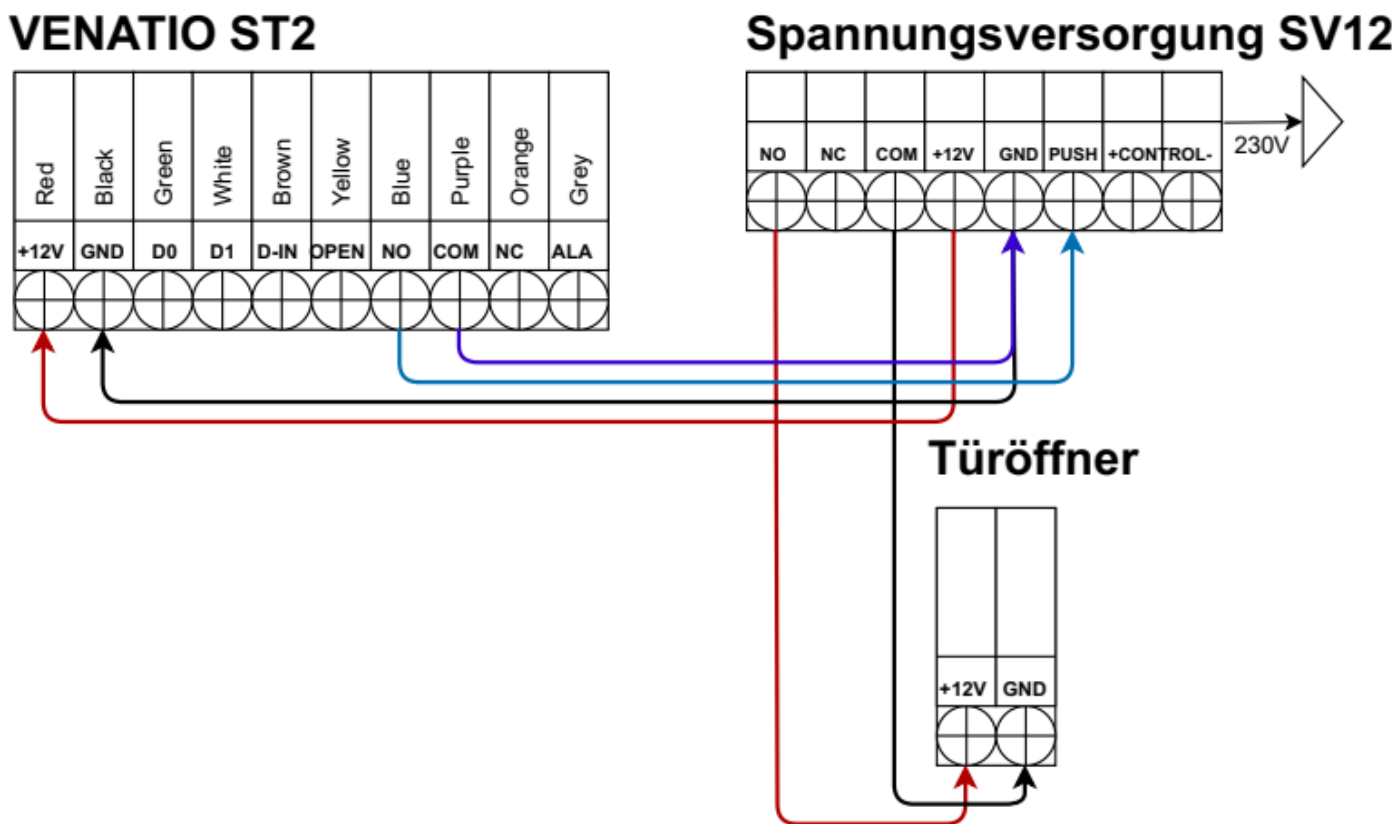 VENATIO ST2
Spannungsversorgung SV12
Red Black Green White Brown Yellow Blue Purple Orange Grey
+12V GND D0 D1 D-IN OPEN NO COM NC ALA
NO NC COM +12V GND PUSH +CONTROL-
230V
Türöffner
+12V GND